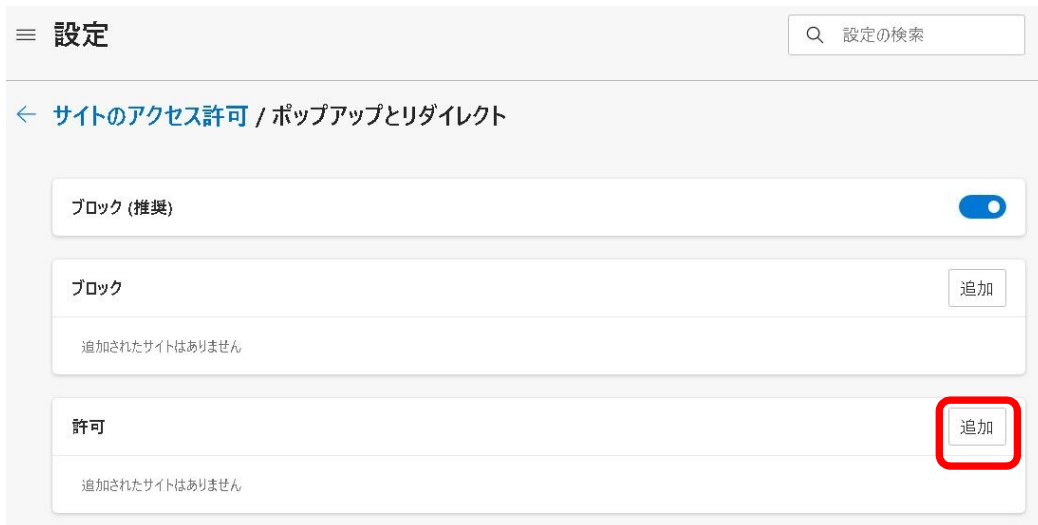 設定
設定の検索
サイトのアクセス許可 / ポップアップとリダイレクト
ブロック (推奨)
ブロック
追加
追加されたサイトはありません
許可
追加
追加されたサイトはありません